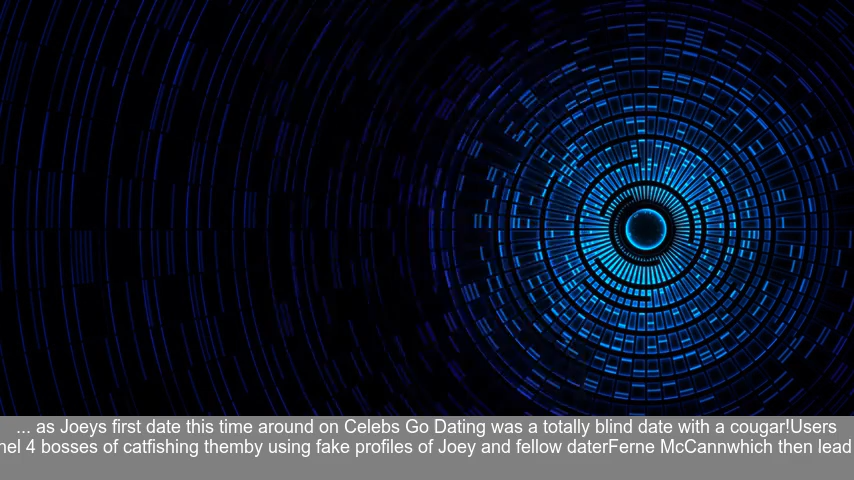 ... as Joeys first date this time around on Celebs Go Dating was a totally blind date with a cougar!Users
4 bosses of catfishing themby using fake profiles of Joey and fellow daterFerne McCannwhich then lead